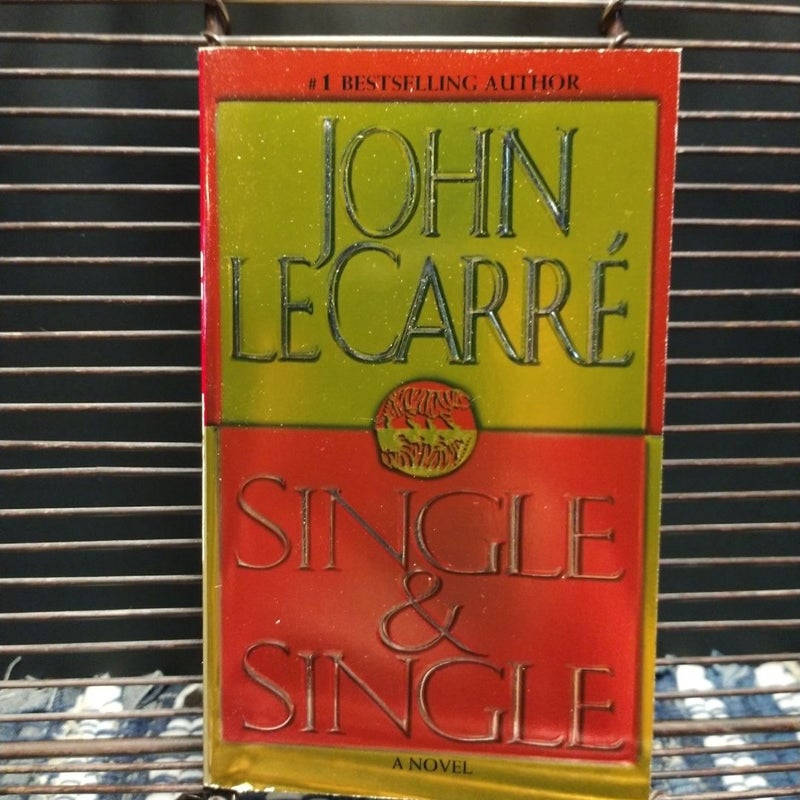 #1 BESTSELLING AUTHOR
JOHN
LECARRÉ
SINGLE
&
SINGLE
A NOVEL